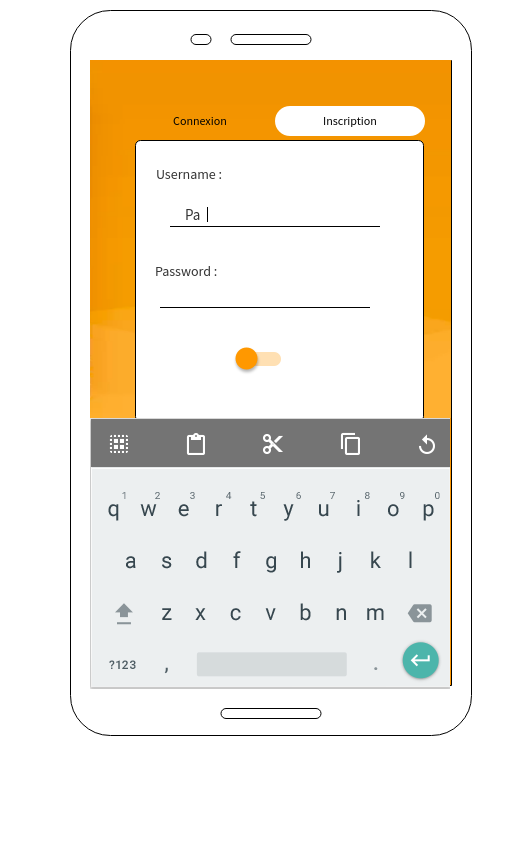 Connexion Inscription
Username :
Pa
Password :
1 2 3 4 5 6 7 8 9 0
q w e r t y u i o p
a s d f g h j k l
z x c v b n m
?123 , .